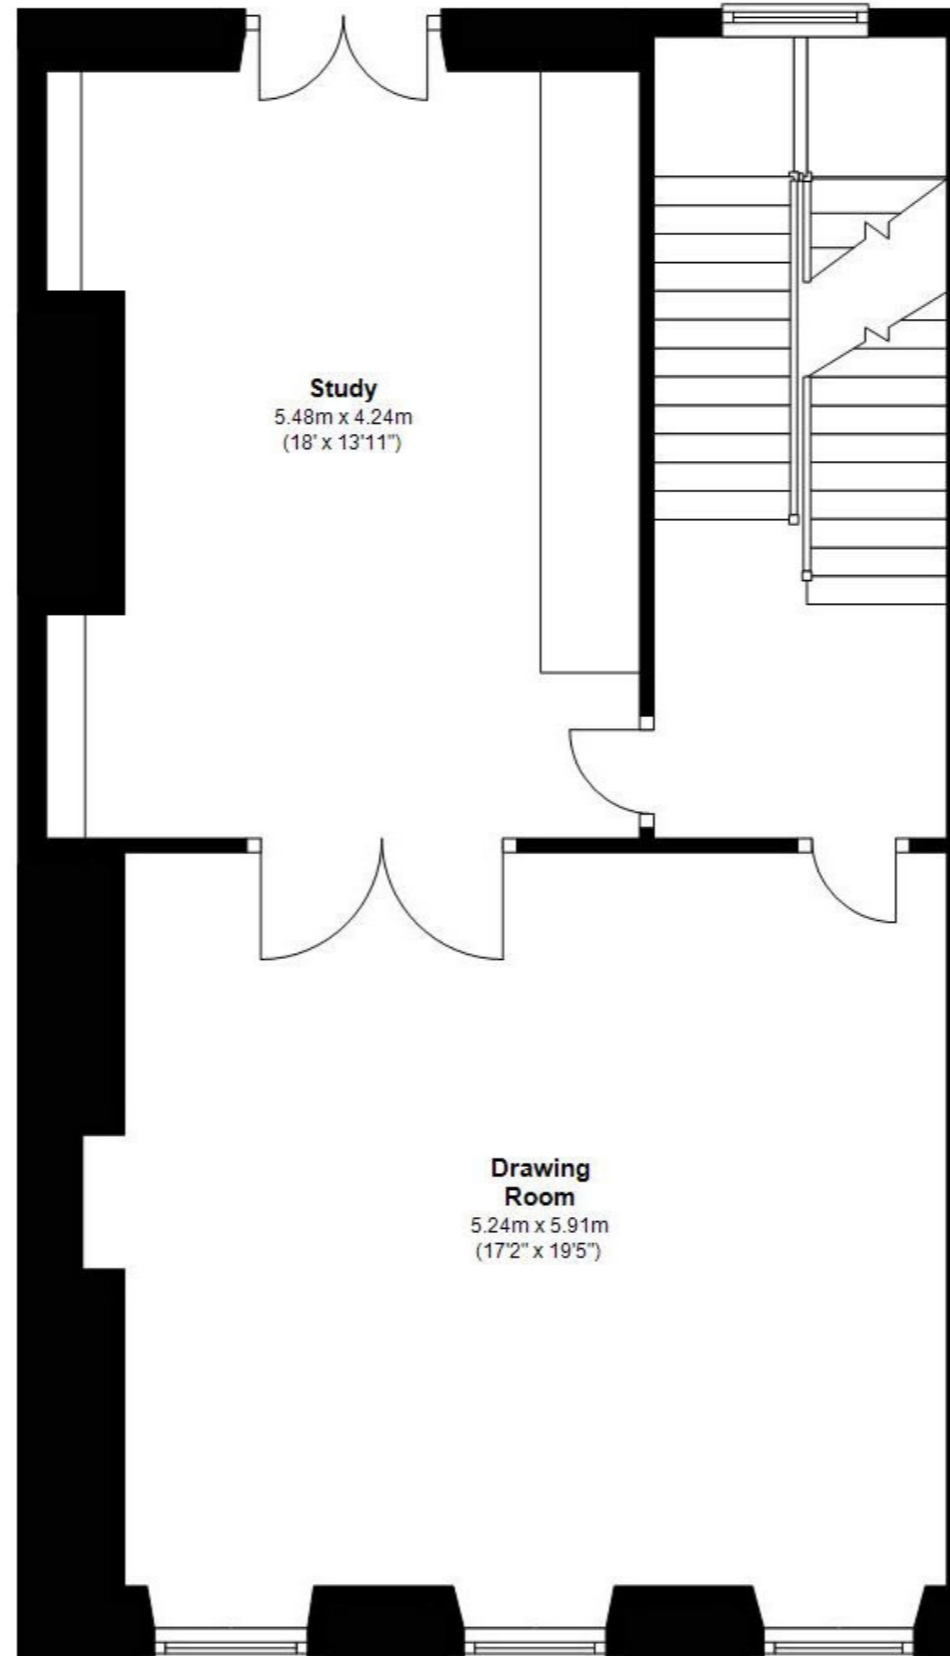 Study
5.48m x 4.24m
(18' x 13'11")
Drawing
Room
5.24m x 5.91m
(17'2" x 19'5")